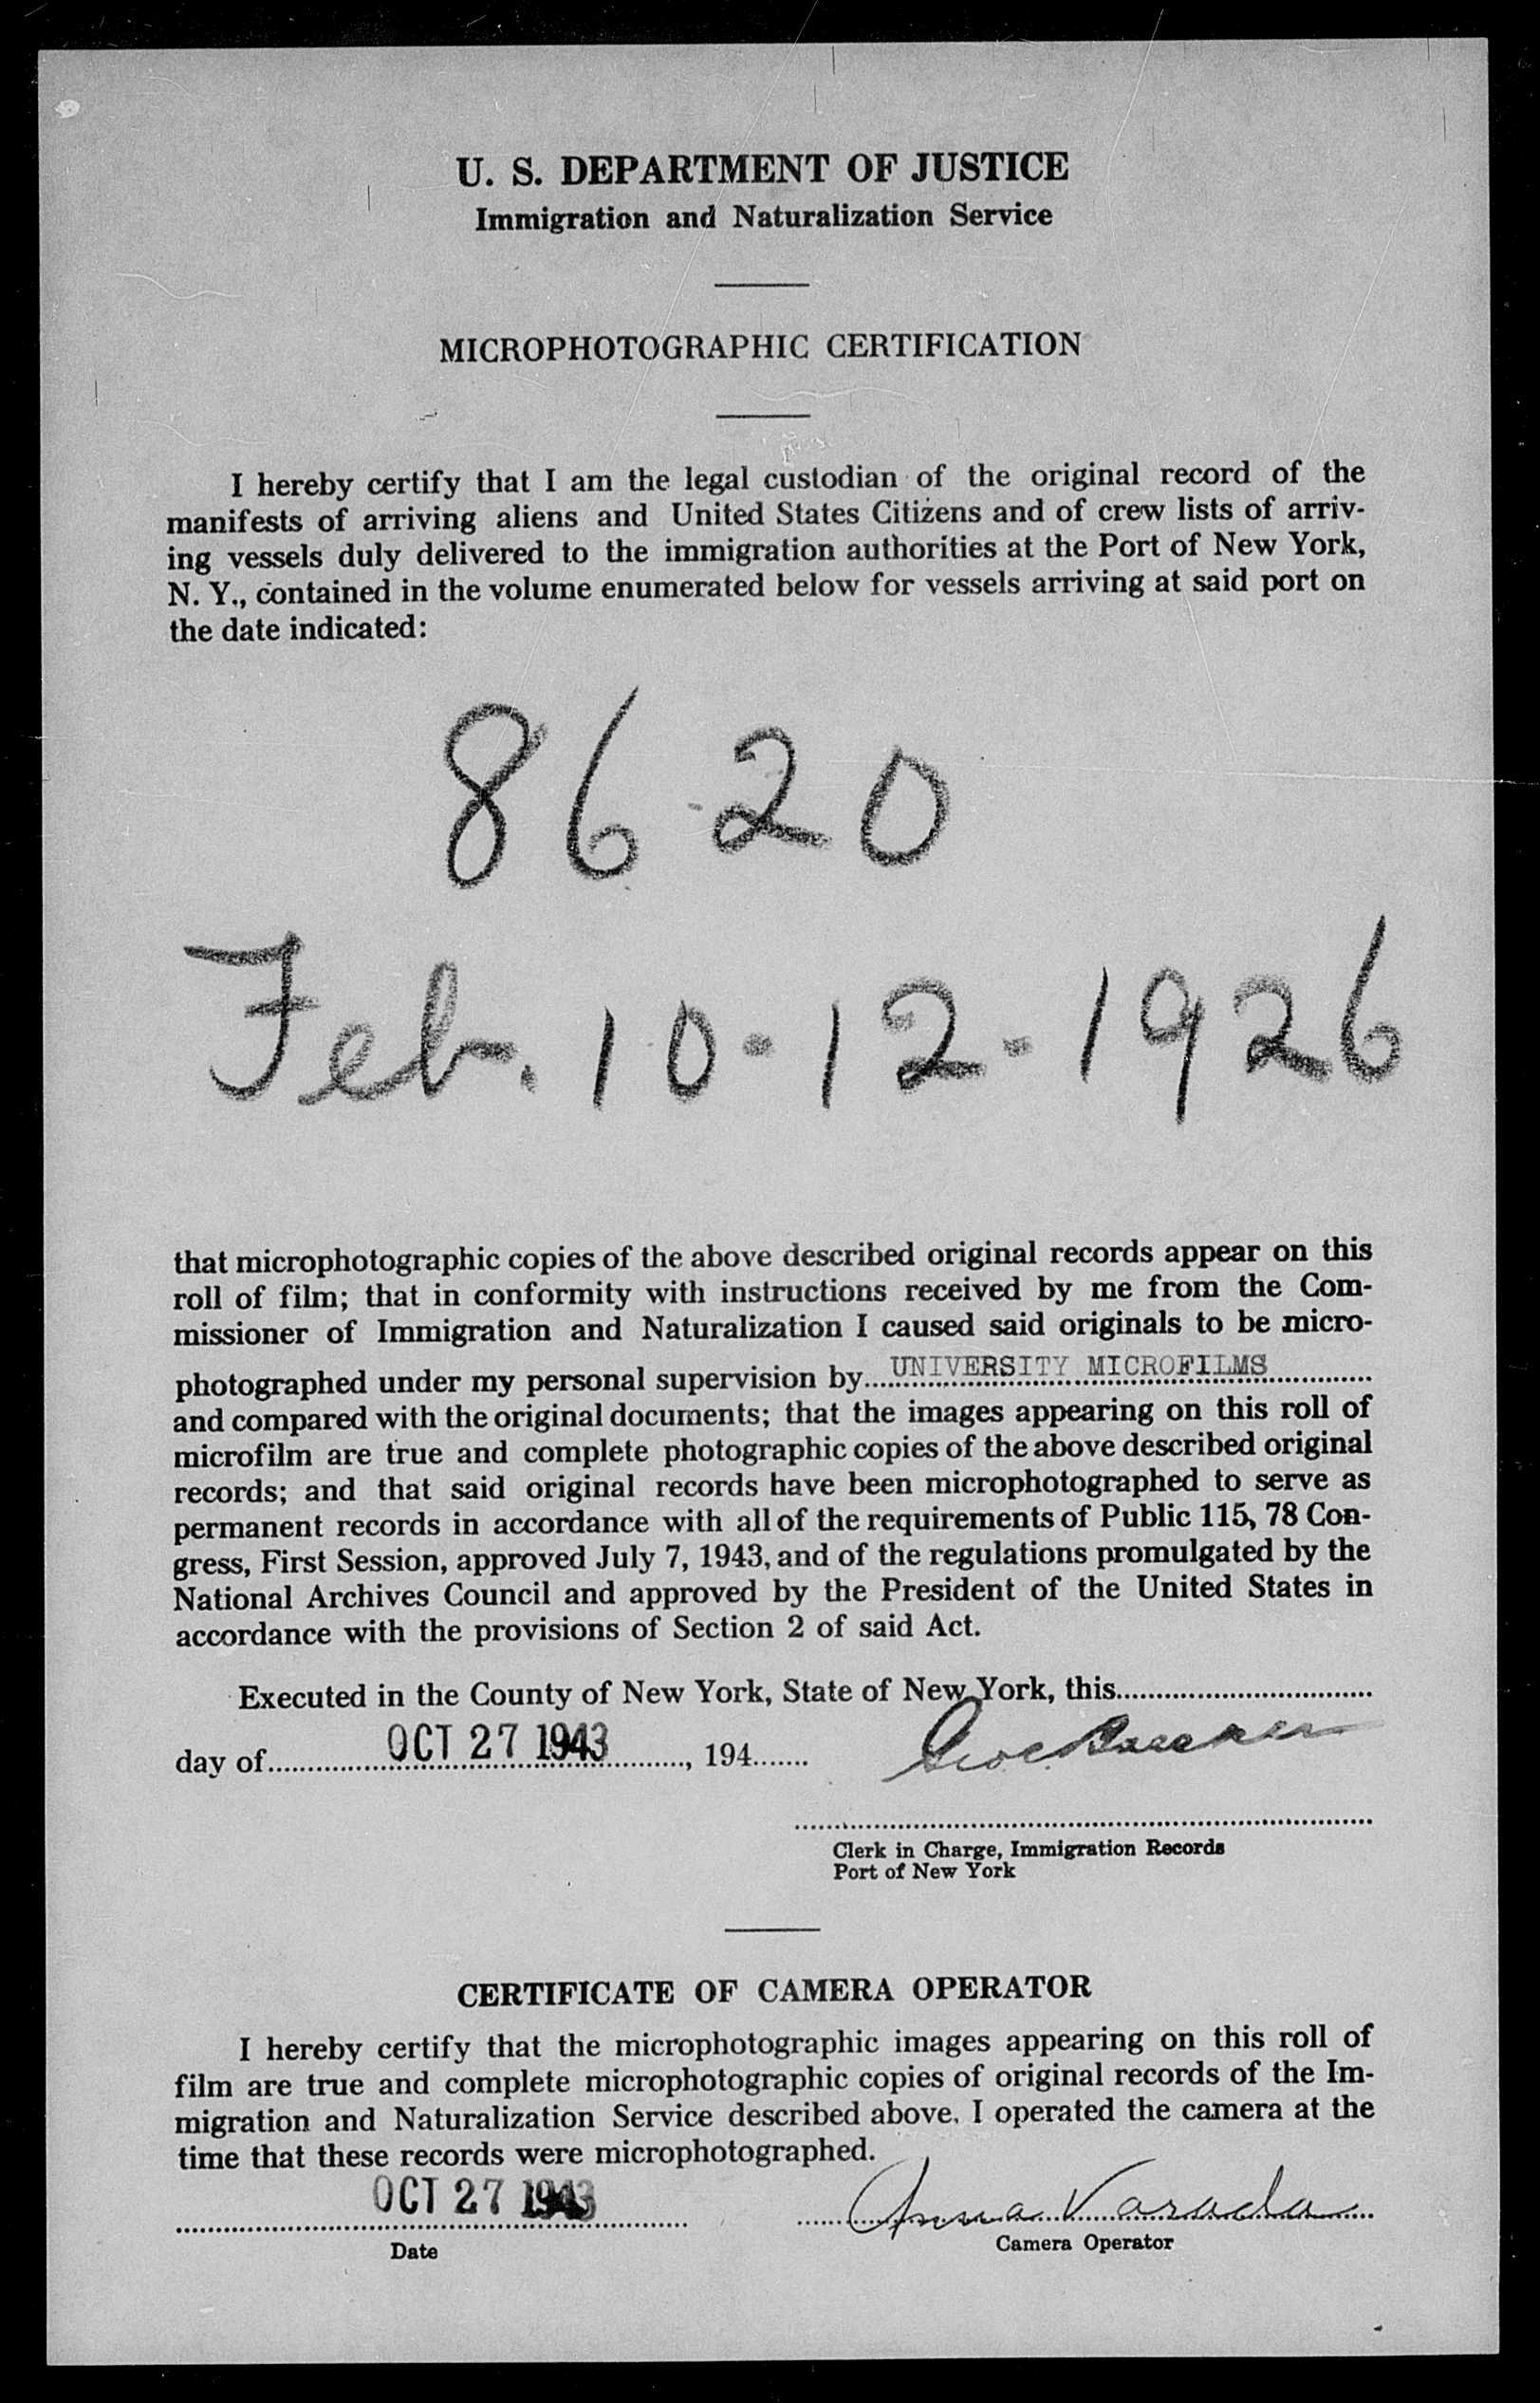 U. S. DEPARTMENT OF JUSTICE
Immigration and Naturalization Service
MICROPHOTOGRAPHIC CERTIFICATION
I hereby certify that I am the legal custodian of the original record of the
manifests of arriving aliens and United States Citizens and of crew lists of arriv-
ing vessels duly delivered to the immigration authorities at the Port of New York,
N. Y., contained in the volume enumerated below for vessels arriving at said port on
the date indicated:
8620
Feb. 10-12-1926
that microphotographic copies of the above described original records appear on this
roll of film; that in conformity with instructions received by me from the Com-
missioner of Immigration and Naturalization I caused said originals to be micro-
photographed under my personal supervision by UNIVERSITY MICROFILMS
and compared with the original documents; that the images appearing on this roll of
microfilm are true and complete photographic copies of the above described original
records; and that said original records have been microphotographed to serve as
permanent records in accordance with all of the requirements of Public 115, 78 Con-
gress, First Session, approved July 7, 1943, and of the regulations promulgated by the
National Archives Council and approved by the President of the United States in
accordance with the provisions of Section 2 of said Act.
Executed in the County of New York, State of New York, this
day of OCT 27 1943, 194
Clerk in Charge, Immigration Records
Port of New York
CERTIFICATE OF CAMERA OPERATOR
I hereby certify that the microphotographic images appearing on this roll of
film are true and complete microphotographic copies of original records of the Im-
migration and Naturalization Service described above. I operated the camera at the
time that these records were microphotographed.
OCT 27 1943 Anna
Date Camera Operator